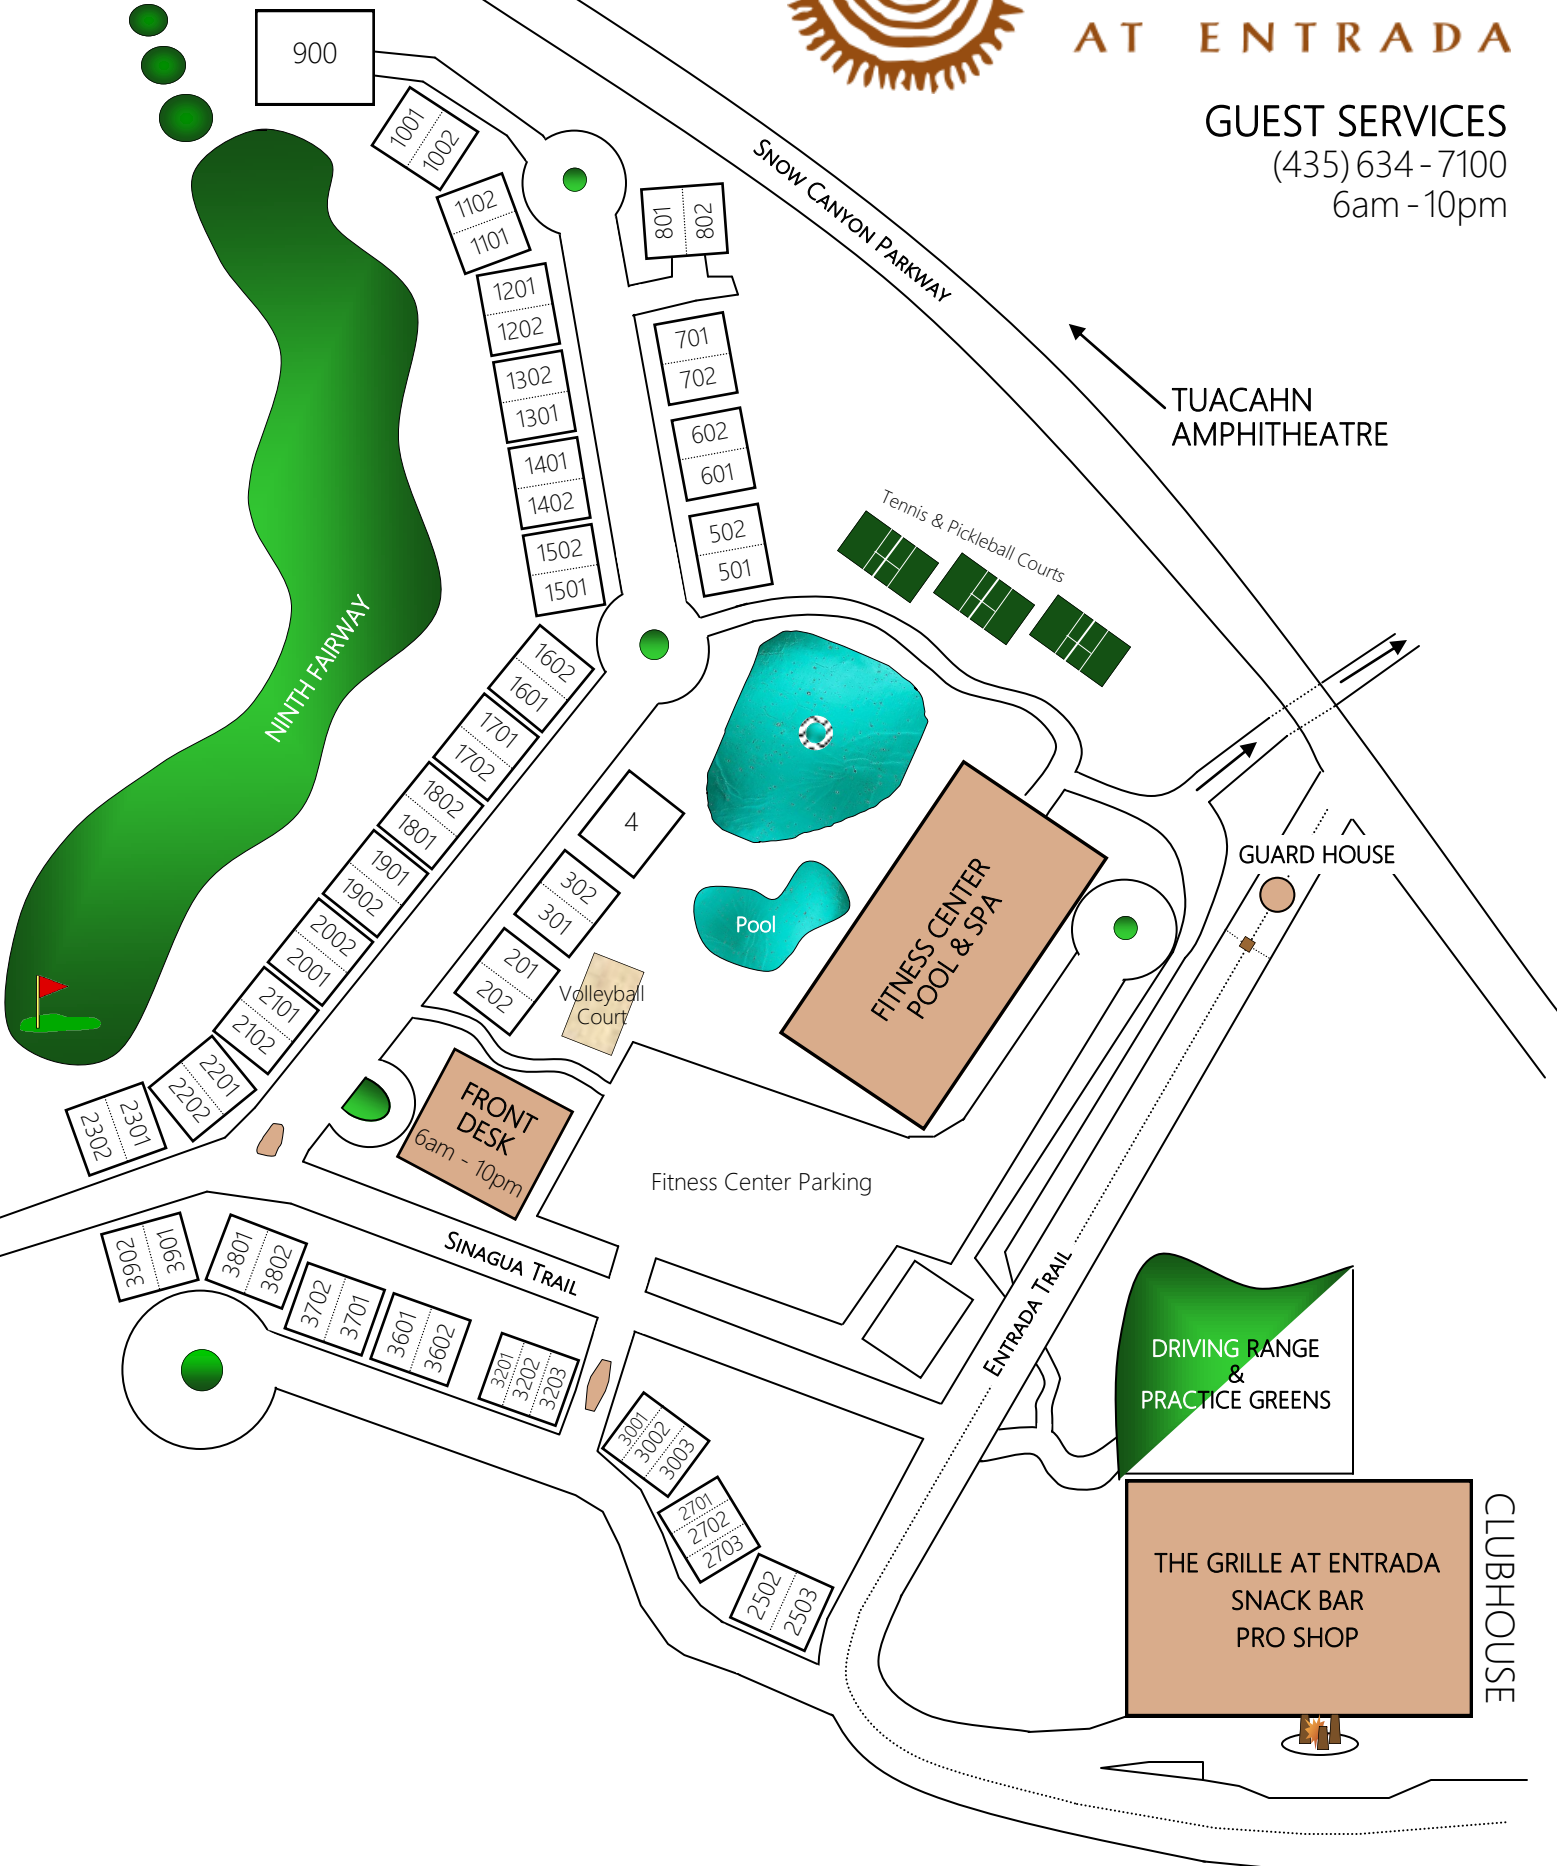 AT ENTRADA
GUEST SERVICES
(435) 634 - 7100
6am - 10pm
900
1001
1002
1102
1101
1201
1202
1302
1301
1401
1402
1502
1501
801
802
701
702
602
601
502
501
SNOW CANYON PARKWAY
TUACAHN
AMPHITHEATRE
Tennis & Pickleball Courts
NINTH FAIRWAY
1602
1601
1701
1702
1802
1801
1901
1902
2002
2001
2101
2102
2201
2202
2301
2302
4
302
301
201
202
Volleyball
Court
Pool
FITNESS CENTER
POOL & SPA
GUARD HOUSE
FRONT
DESK
6am - 10pm
Fitness Center Parking
SINAGUA TRAIL
ENTRADA TRAIL
3902
3901
3801
3802
3702
3701
3601
3602
3201
3202
3203
3001
3002
3003
2701
2702
2703
2502
2503
DRIVING RANGE
&
PRACTICE GREENS
THE GRILLE AT ENTRADA
SNACK BAR
PRO SHOP
CLUBHOUSE